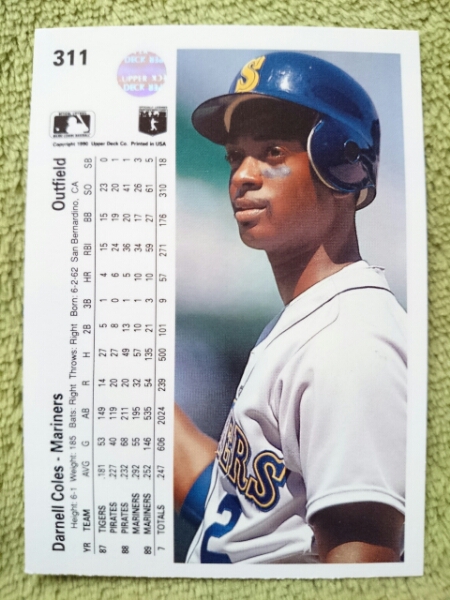 311
UPPER DECK
Copyright 1990 Upper Deck Co. Printed in USA
Darnell Coles - Mariners Outfield
Height: 6-1 Weight: 185 Bats: Right Throws: Right Born: 6-2-62 San Bernardino, CA
YR TEAM AVG G AB R H 2B 3B HR RBI BB SO SB
87 TIGERS .181 53 149 14 27 5 1 4 15 15 23 0
PIRATES .227 40 119 20 27 8 0 6 24 19 20 1
88 PIRATES .232 68 211 20 49 13 1 5 36 20 41 1
MARINERS .292 55 195 32 57 10 1 10 34 17 26 3
89 MARINERS .252 146 535 54 135 21 3 10 59 27 61 5
7 TOTALS .247 606 2024 239 500 101 9 57 271 176 310 18
S
ERS
2